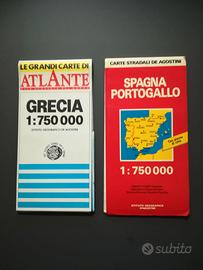 LE GRANDI CARTE DI
ATLANTE
GRECIA
1:750 000
ISTITUTO GEOGRAFICO DE AGOSTINI
CARTE STRADALI DE AGOSTINI
SPAGNA
PORTOGALLO
1:750 000
ISTITUTO GEOGRAFICO
DE AGOSTINI
subito